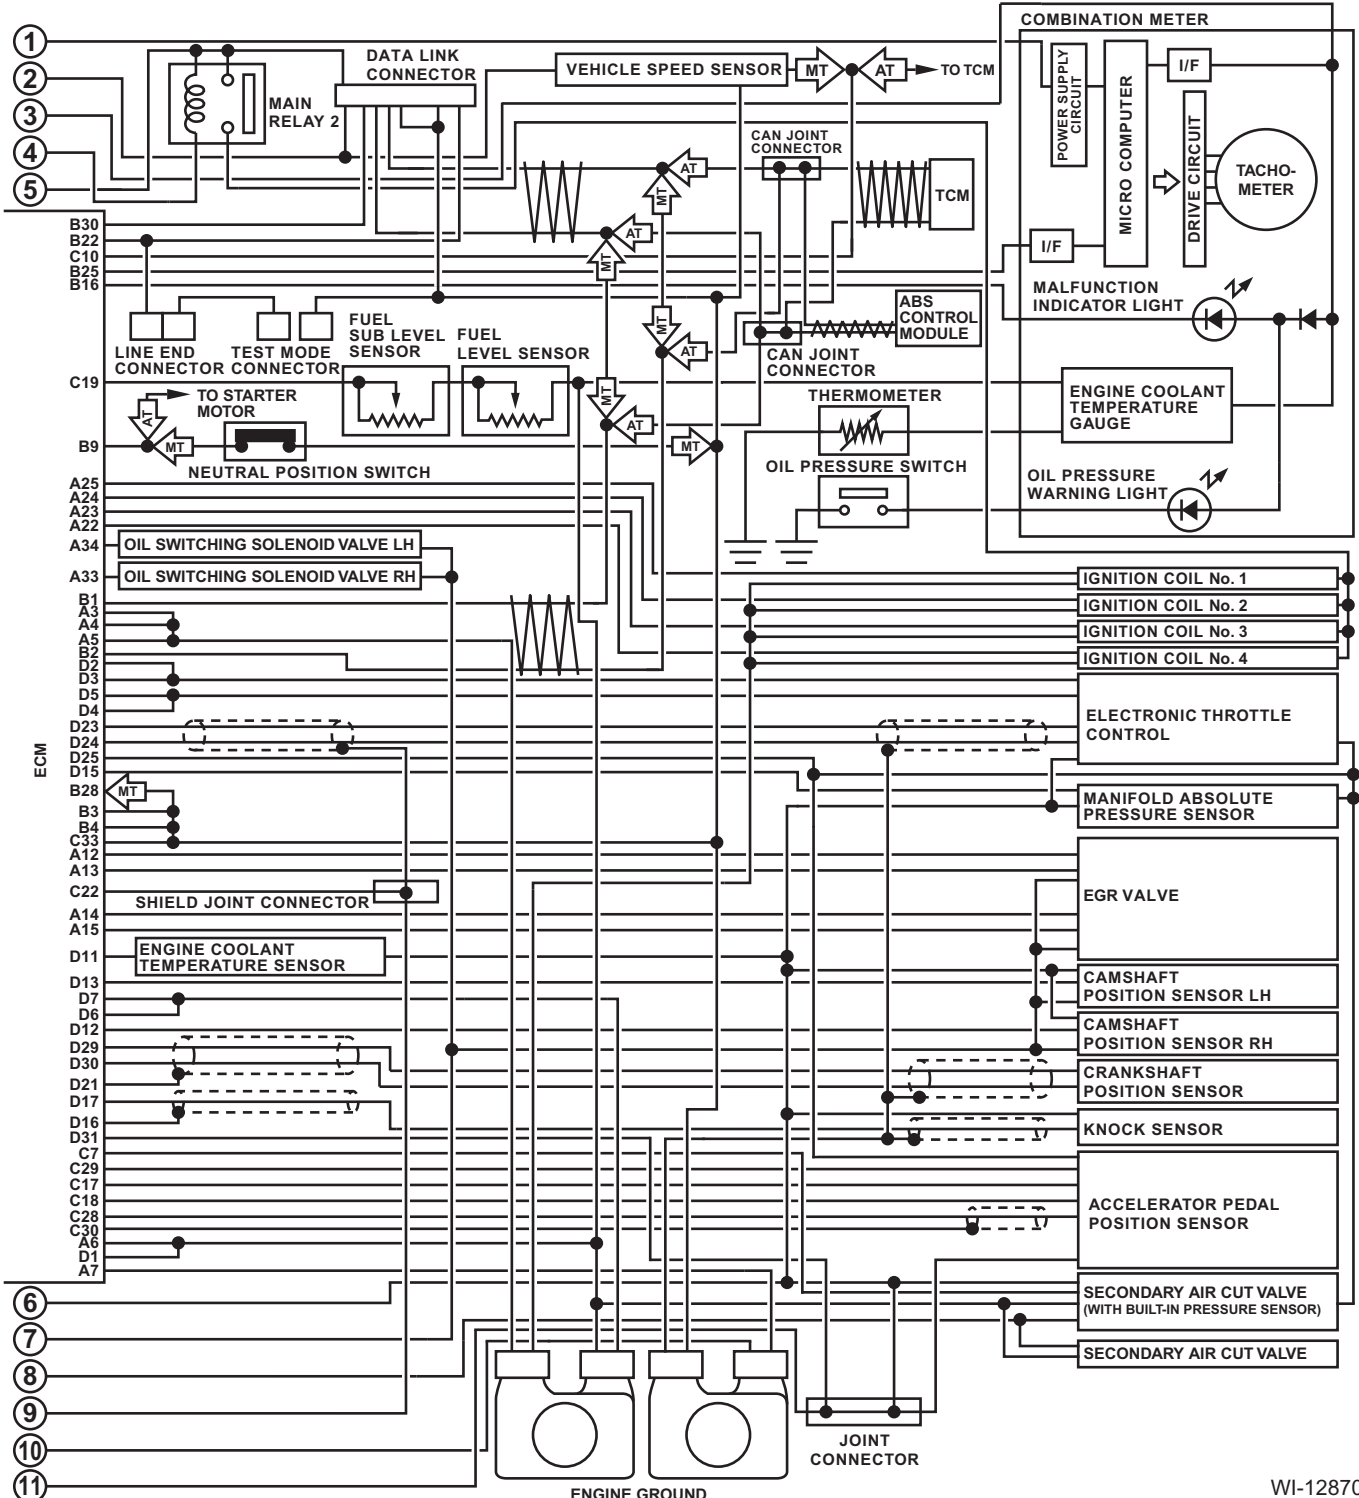 COMBINATION METER
1
2
3
4
5
MAIN
RELAY 2
DATA LINK
CONNECTOR
VEHICLE SPEED SENSOR
MT
AT
TO TCM
POWER SUPPLY
CIRCUIT
MICRO COMPUTER
I/F
DRIVE CIRCUIT
TACHO-
METER
CAN JOINT
CONNECTOR
AT
MT
TCM
AT
MT
I/F
B30
B22
C10
B25
B16
MALFUNCTION
INDICATOR LIGHT
ABS
CONTROL
MODULE
MT
AT
CAN JOINT
CONNECTOR
LINE END
CONNECTOR
TEST MODE
CONNECTOR
FUEL
SUB LEVEL
SENSOR
FUEL
LEVEL SENSOR
C19
TO STARTER
MOTOR
AT
MT
B9
NEUTRAL POSITION SWITCH
MT
AT
MT
THERMOMETER
ENGINE COOLANT
TEMPERATURE
GAUGE
OIL PRESSURE SWITCH
OIL PRESSURE
WARNING LIGHT
A25
A24
A23
A22
A34
OIL SWITCHING SOLENOID VALVE LH
A33
OIL SWITCHING SOLENOID VALVE RH
B1
A3
A4
A5
B2
D2
D3
D5
D4
D23
D24
D25
D15
B28
MT
B3
B4
C33
A12
A13
C22
SHIELD JOINT CONNECTOR
A14
A15
D11
ENGINE COOLANT
TEMPERATURE SENSOR
D13
D7
D6
D12
D29
D30
D21
D17
D16
D31
C7
C29
C17
C18
C28
C30
A6
D1
A7
ECM
IGNITION COIL No. 1
IGNITION COIL No. 2
IGNITION COIL No. 3
IGNITION COIL No. 4
ELECTRONIC THROTTLE
CONTROL
MANIFOLD ABSOLUTE
PRESSURE SENSOR
EGR VALVE
CAMSHAFT
POSITION SENSOR LH
CAMSHAFT
POSITION SENSOR RH
CRANKSHAFT
POSITION SENSOR
KNOCK SENSOR
ACCELERATOR PEDAL
POSITION SENSOR
SECONDARY AIR CUT VALVE
(WITH BUILT-IN PRESSURE SENSOR)
SECONDARY AIR CUT VALVE
6
7
8
9
10
11
JOINT
CONNECTOR
ENGINE GROUND
WI-12870